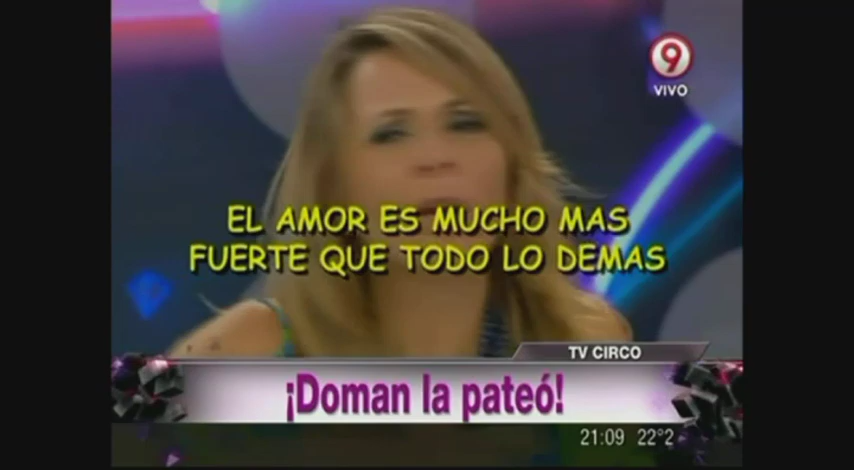 9
VIVO
EL AMOR ES MUCHO MAS
FUERTE QUE TODO LO DEMAS
TV CIRCO
¡Doman la pateó!
21:09 22°2